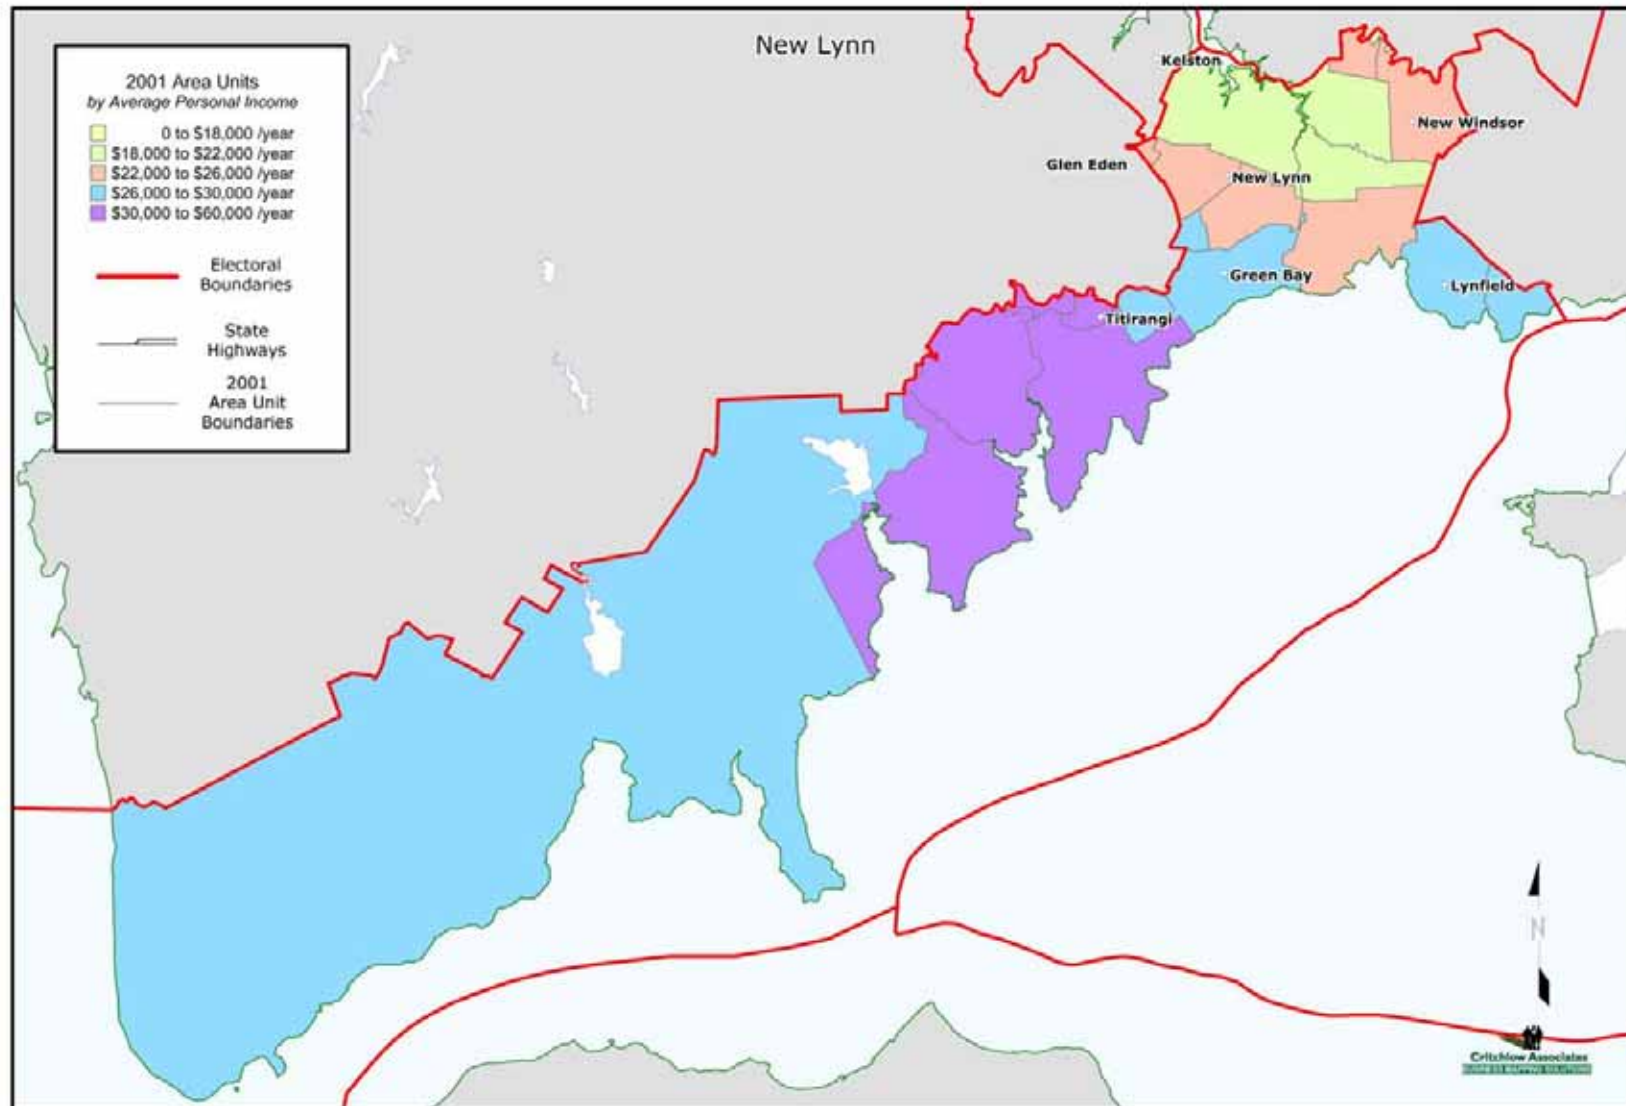 New Lynn
2001 Area Units
by Average Personal Income
0 to $18,000 /year
$18,000 to $22,000 /year
$22,000 to $26,000 /year
$26,000 to $30,000 /year
$30,000 to $60,000 /year
Electoral
Boundaries
State
Highways
2001
Area Unit
Boundaries
Kelston
New Windsor
Glen Eden
New Lynn
Green Bay
Lynfield
Titirangi
N
Critchlow Associates
BUSINESS MAPPING SOLUTIONS